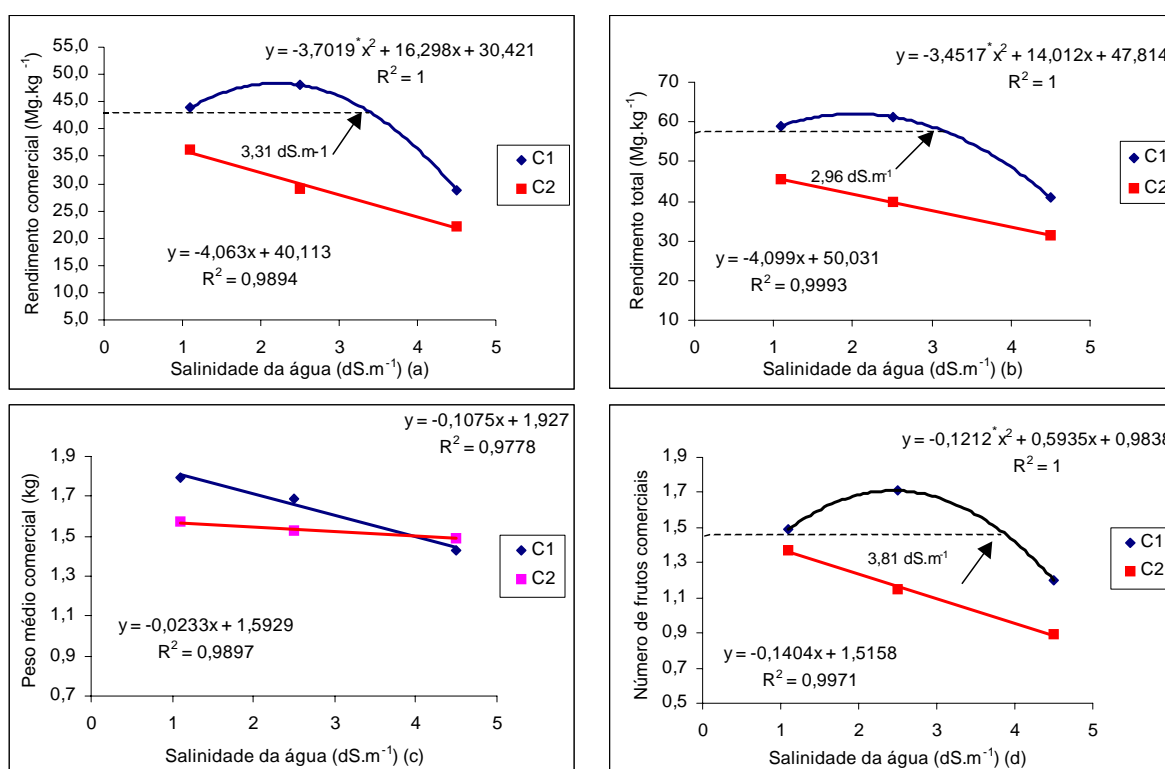 y = -3,7019*x² + 16,298x + 30,421
R² = 1
Rendimento comercial (Mg.kg⁻¹)
55,0
50,0
45,0
40,0
35,0
30,0
25,0
20,0
15,0
10,0
5,0
3,31 dS.m-1
C1
C2
y = -4,063x + 40,113
R² = 0,9894
0 1 2 3 4 5
Salinidade da água (dS.m⁻¹) (a)
y = -3,4517*x² + 14,012x + 47,814
R² = 1
Rendimento total (Mg.kg⁻¹)
80
70
60
50
40
30
20
10
2,96 dS.m⁻¹
C1
C2
y = -4,099x + 50,031
R² = 0,9993
0 1 2 3 4 5
Salinidade da água (dS.m⁻¹) (b)
y = -0,1075x + 1,927
R² = 0,9778
Peso médio comercial (kg)
1,9
1,7
1,5
1,3
1,1
0,9
0,7
C1
C2
y = -0,0233x + 1,5929
R² = 0,9897
0 1 2 3 4 5
Salinidade da água (dS.m⁻¹) (c)
y = -0,1212*x² + 0,5935x + 0,9838
R² = 1
Número de frutos comerciais
1,9
1,7
1,5
1,3
1,1
0,9
0,7
0,5
3,81 dS.m⁻¹
C1
C2
y = -0,1404x + 1,5158
R² = 0,9971
0 1 2 3 4 5
Salinidade da água (dS.m⁻¹) (d)